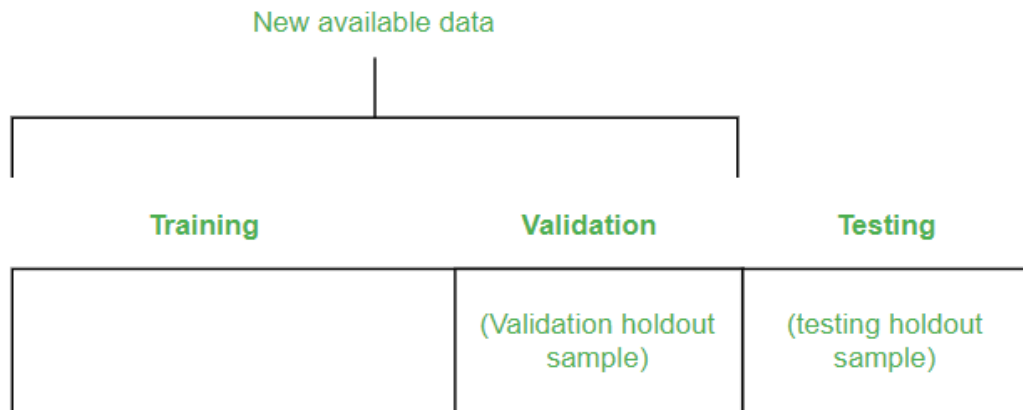 New available data
Training
Validation
Testing
(Validation holdout
sample)
(testing holdout
sample)